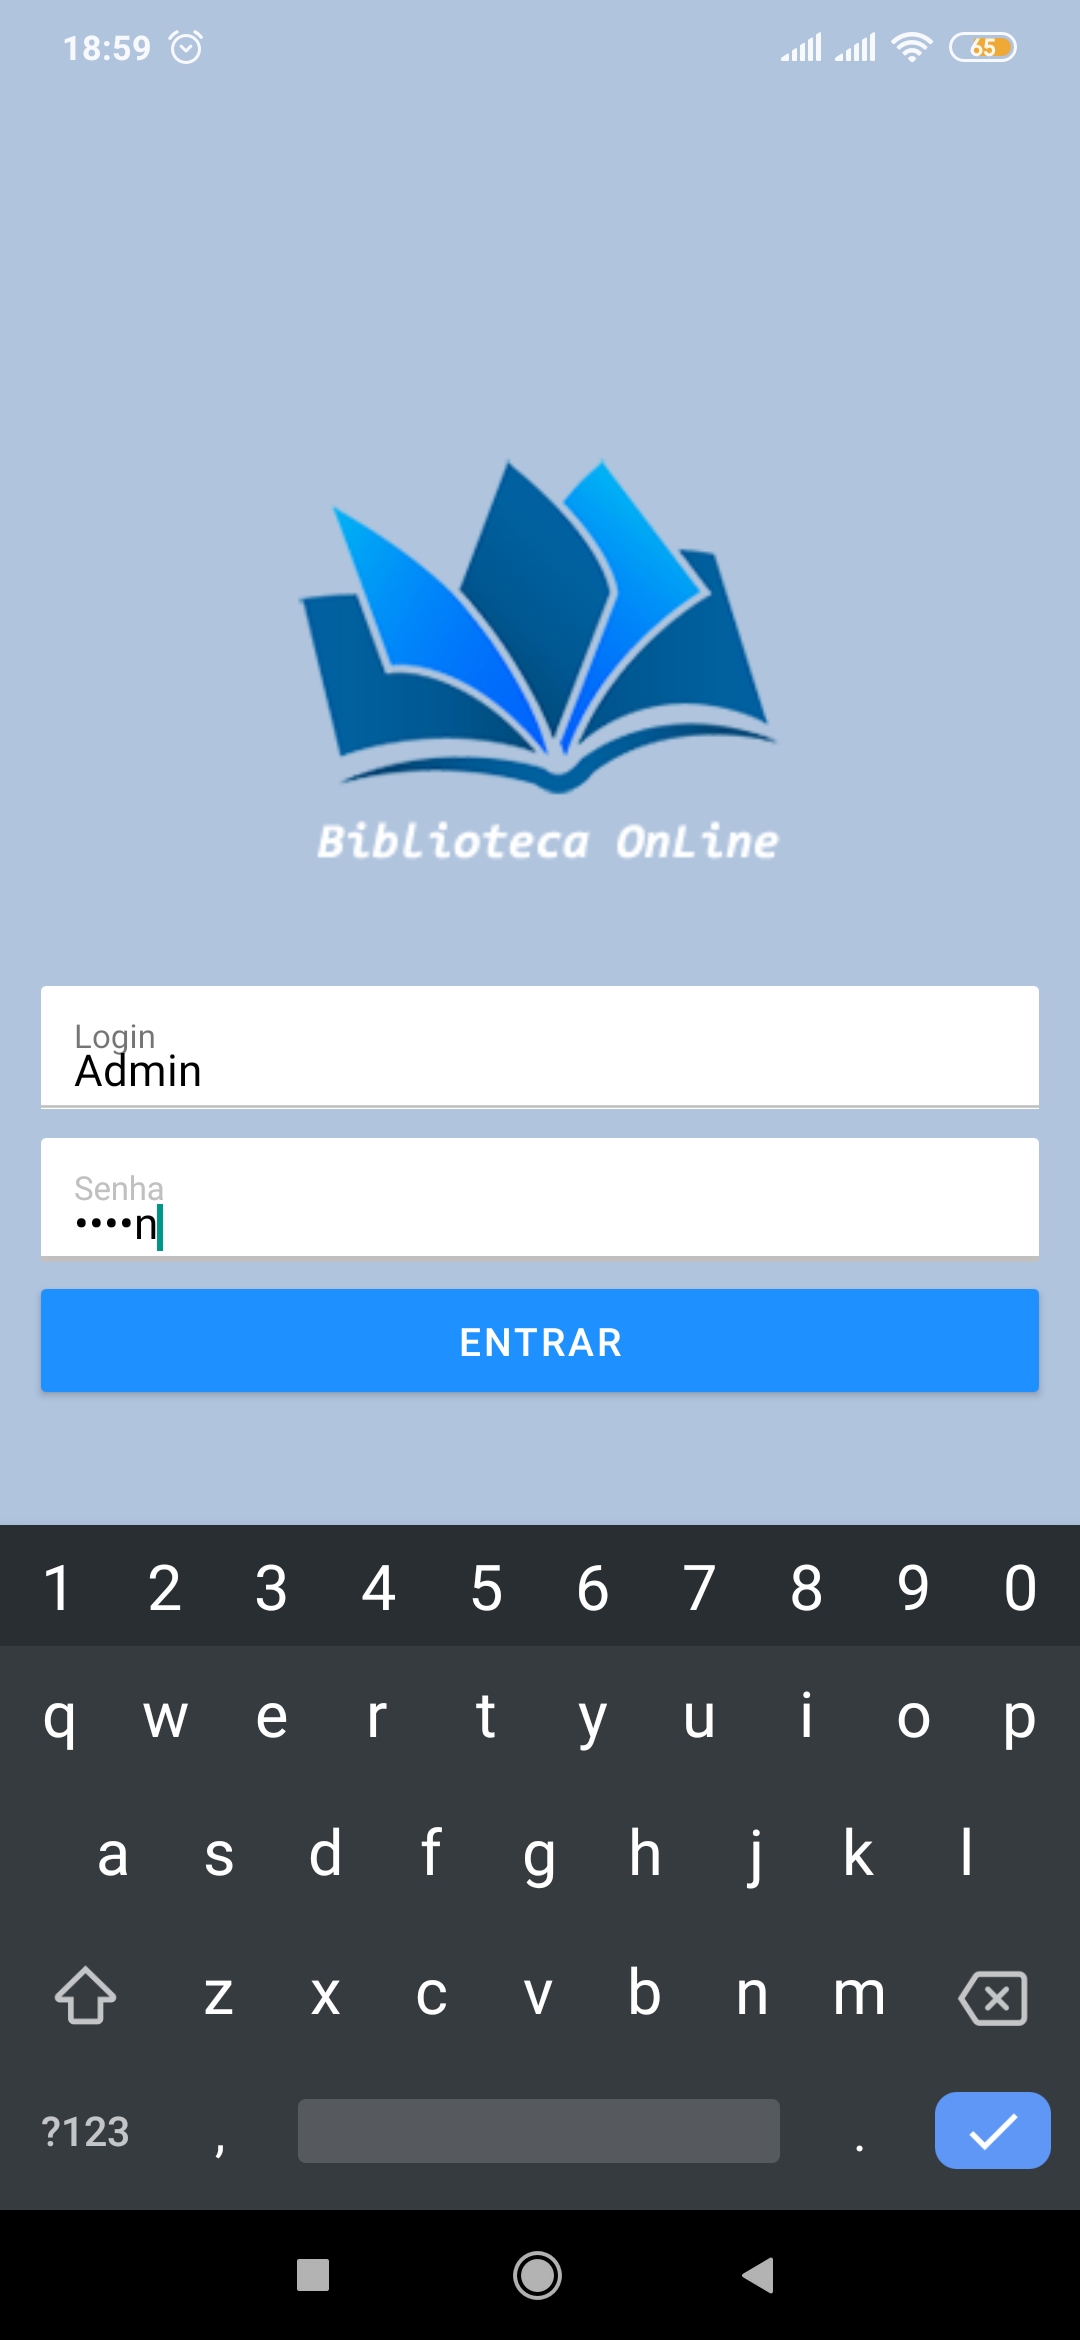 18:59
65
Biblioteca OnLine
Login
Admin
Senha
••••n
ENTRAR
1 2 3 4 5 6 7 8 9 0
q w e r t y u i o p
a s d f g h j k l
z x c v b n m
?123 , .